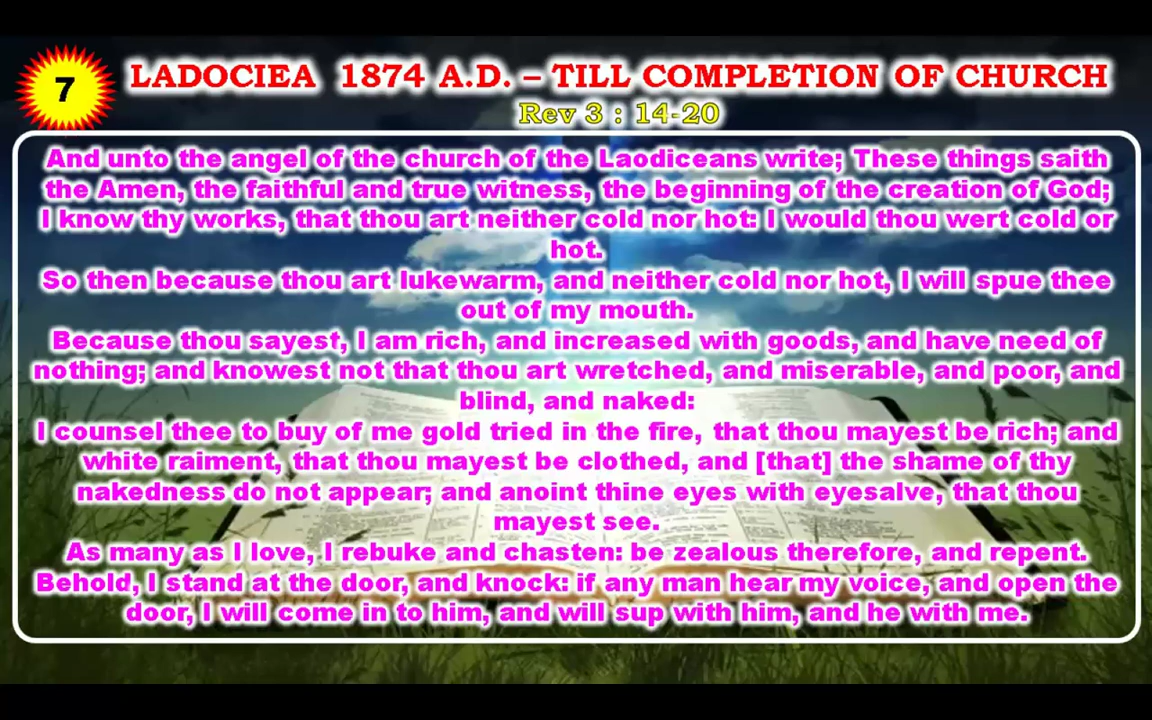 7
LADOCIEA 1874 A.D. – TILL COMPLETION OF CHURCH
Rev 3 : 14-20
And unto the angel of the church of the Laodiceans write; These things saith
the Amen, the faithful and true witness, the beginning of the creation of God;
I know thy works, that thou art neither cold nor hot: I would thou wert cold or
hot.
So then because thou art lukewarm, and neither cold nor hot, I will spue thee
out of my mouth.
Because thou sayest, I am rich, and increased with goods, and have need of
nothing; and knowest not that thou art wretched, and miserable, and poor, and
blind, and naked:
I counsel thee to buy of me gold tried in the fire, that thou mayest be rich; and
white raiment, that thou mayest be clothed, and [that] the shame of thy
nakedness do not appear; and anoint thine eyes with eyesalve, that thou
mayest see.
As many as I love, I rebuke and chasten: be zealous therefore, and repent.
Behold, I stand at the door, and knock: if any man hear my voice, and open the
door, I will come in to him, and will sup with him, and he with me.